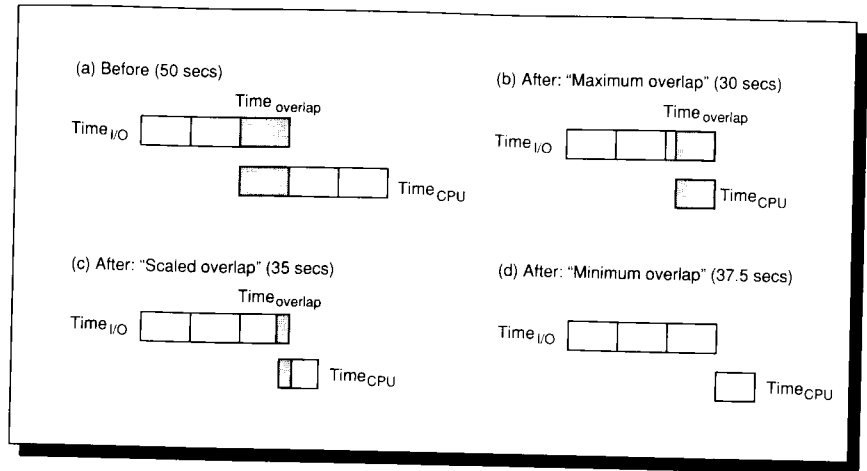 (a) Before (50 secs)
Time overlap
Time I/O
Time CPU
(b) After: "Maximum overlap" (30 secs)
Time overlap
Time I/O
Time CPU
(c) After: "Scaled overlap" (35 secs)
Time overlap
Time I/O
Time CPU
(d) After: "Minimum overlap" (37.5 secs)
Time I/O
Time CPU